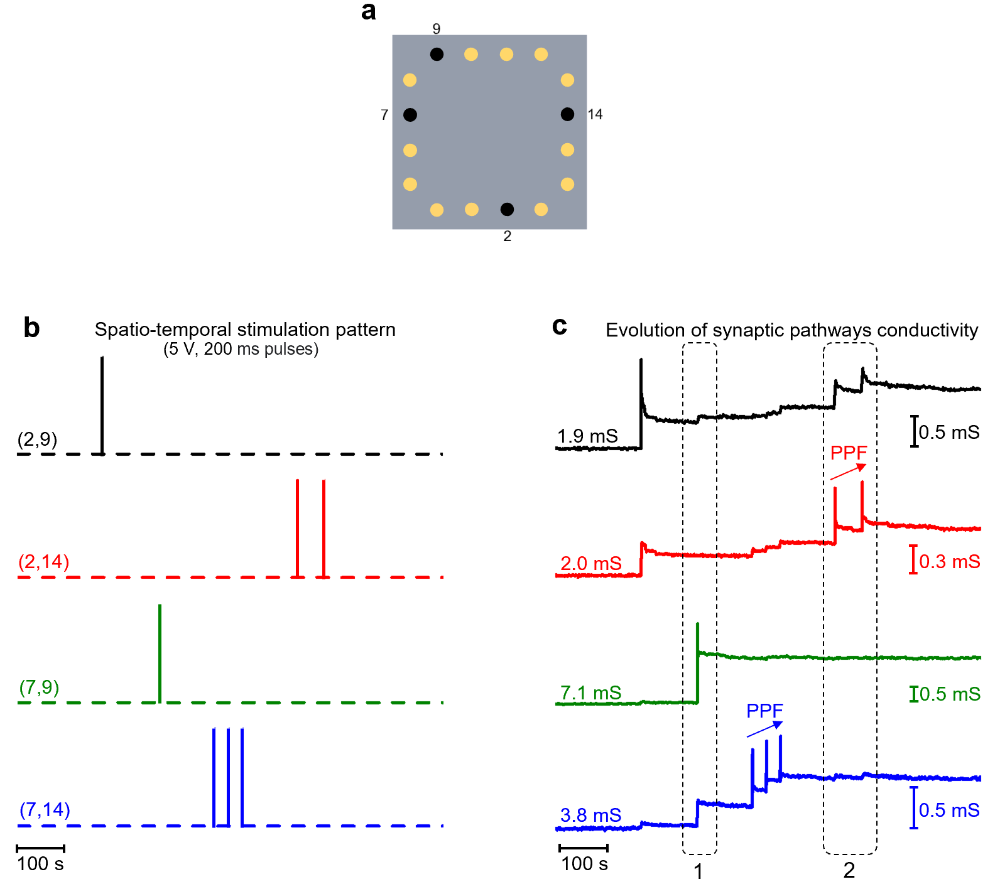 a
9
7
14
2
b
Spatio-temporal stimulation pattern
(5 V, 200 ms pulses)
(2,9)
(2,14)
(7,9)
(7,14)
100 s
c
Evolution of synaptic pathways conductivity
1.9 mS
0.5 mS
PPF
2.0 mS
0.3 mS
7.1 mS
0.5 mS
PPF
3.8 mS
0.5 mS
100 s
1
2